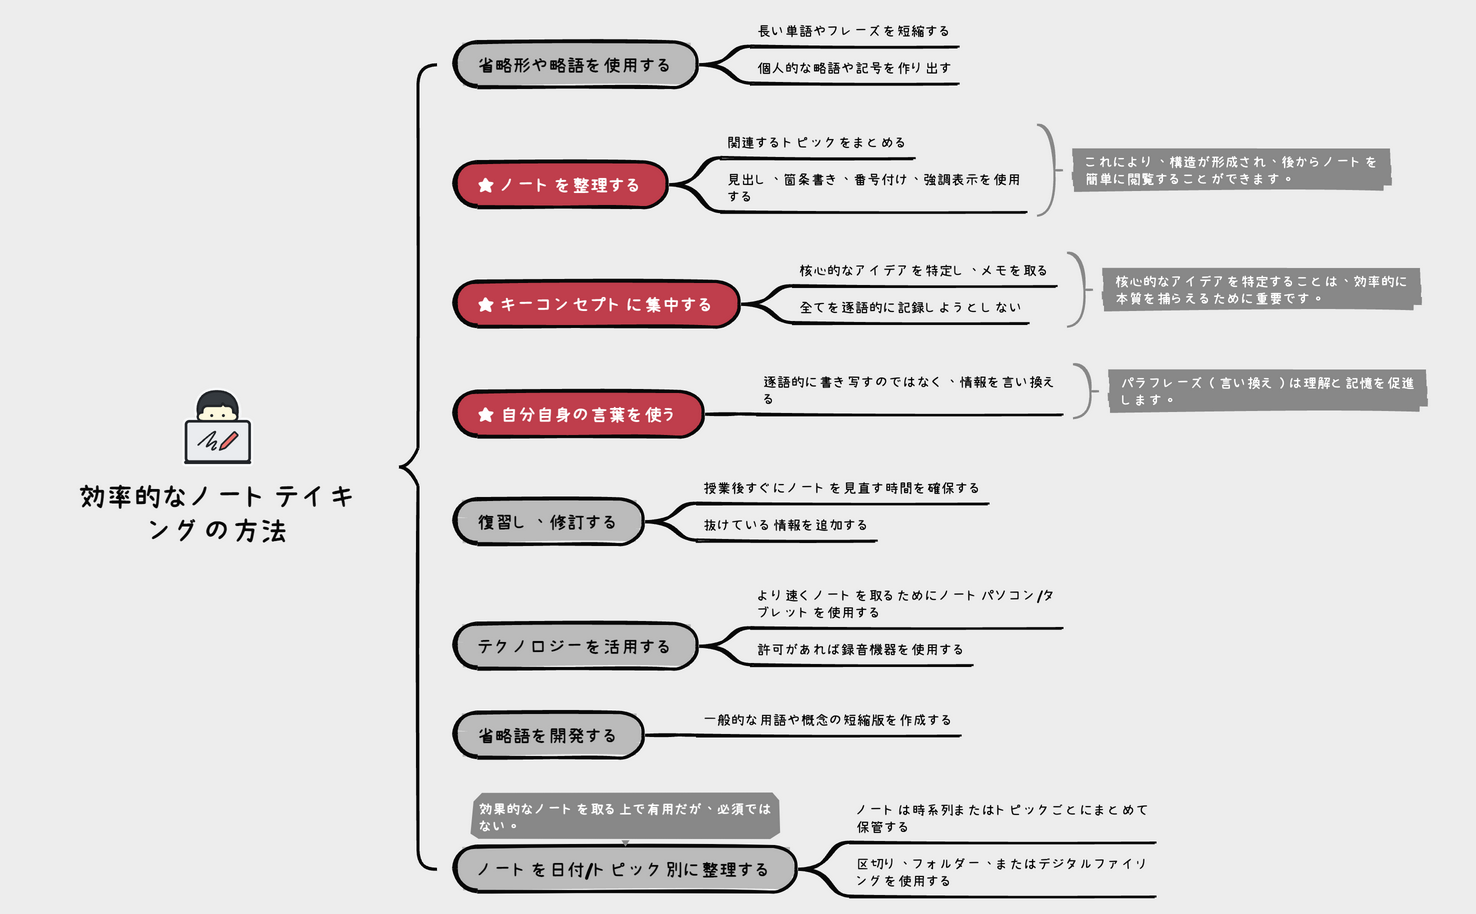 効率的なノートテイキ
ングの方法
省略形や略語を使用する
長い単語やフレーズを短縮する
個人的な略語や記号を作り出す
ノートを整理する
関連するトピックをまとめる
見出し、箇条書き、番号付け、強調表示を使用
する
これにより、構造が形成され、後からノートを
簡単に閲覧することができます。
キーコンセプトに集中する
核心的なアイデアを特定し、メモを取る
全てを逐語的に記録しようとしない
核心的なアイデアを特定することは、効率的に
本質を捕らえるために重要です。
自分自身の言葉を使う
逐語的に書き写すのではなく、情報を言い換え
る
パラフレーズ(言い換え)は理解と記憶を促進
します。
復習し、修訂する
授業後すぐにノートを見直す時間を確保する
抜けている情報を追加する
テクノロジーを活用する
より速くノートを取るためにノートパソコン/タ
ブレットを使用する
許可があれば録音機器を使用する
省略語を開発する
一般的な用語や概念の短縮版を作成する
効果的なノートを取る上で有用だが、必須では
ない。
ノートを日付/トピック別に整理する
ノートは時系列またはトピックごとにまとめて
保管する
区切り、フォルダー、またはデジタルファイリ
ングを使用する